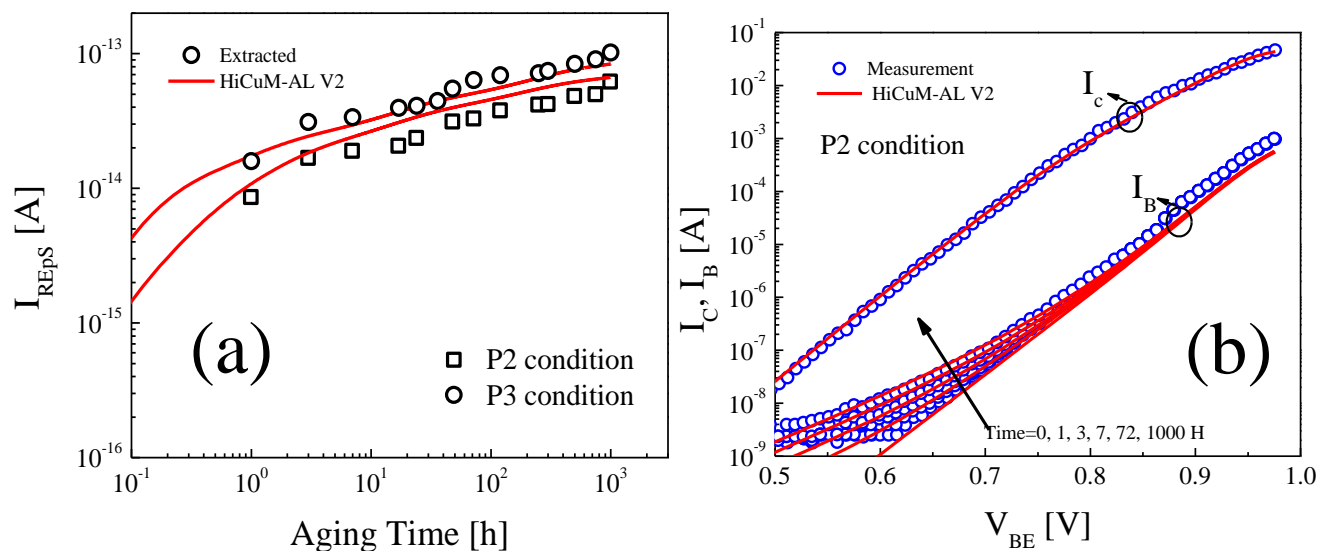 10^-13
10^-14
10^-15
10^-16
I_REpS [A]
Extracted
HiCuM-AL V2
(a)
P2 condition
P3 condition
10^-1 10^0 10^1 10^2 10^3
Aging Time [h]
10^-1
10^-2
10^-3
10^-4
10^-5
10^-6
10^-7
10^-8
10^-9
I_C, I_B [A]
Measurement
HiCuM-AL V2
I_c
P2 condition
I_B
(b)
Time=0, 1, 3, 7, 72, 1000 H
0.5 0.6 0.7 0.8 0.9 1.0
V_BE [V]